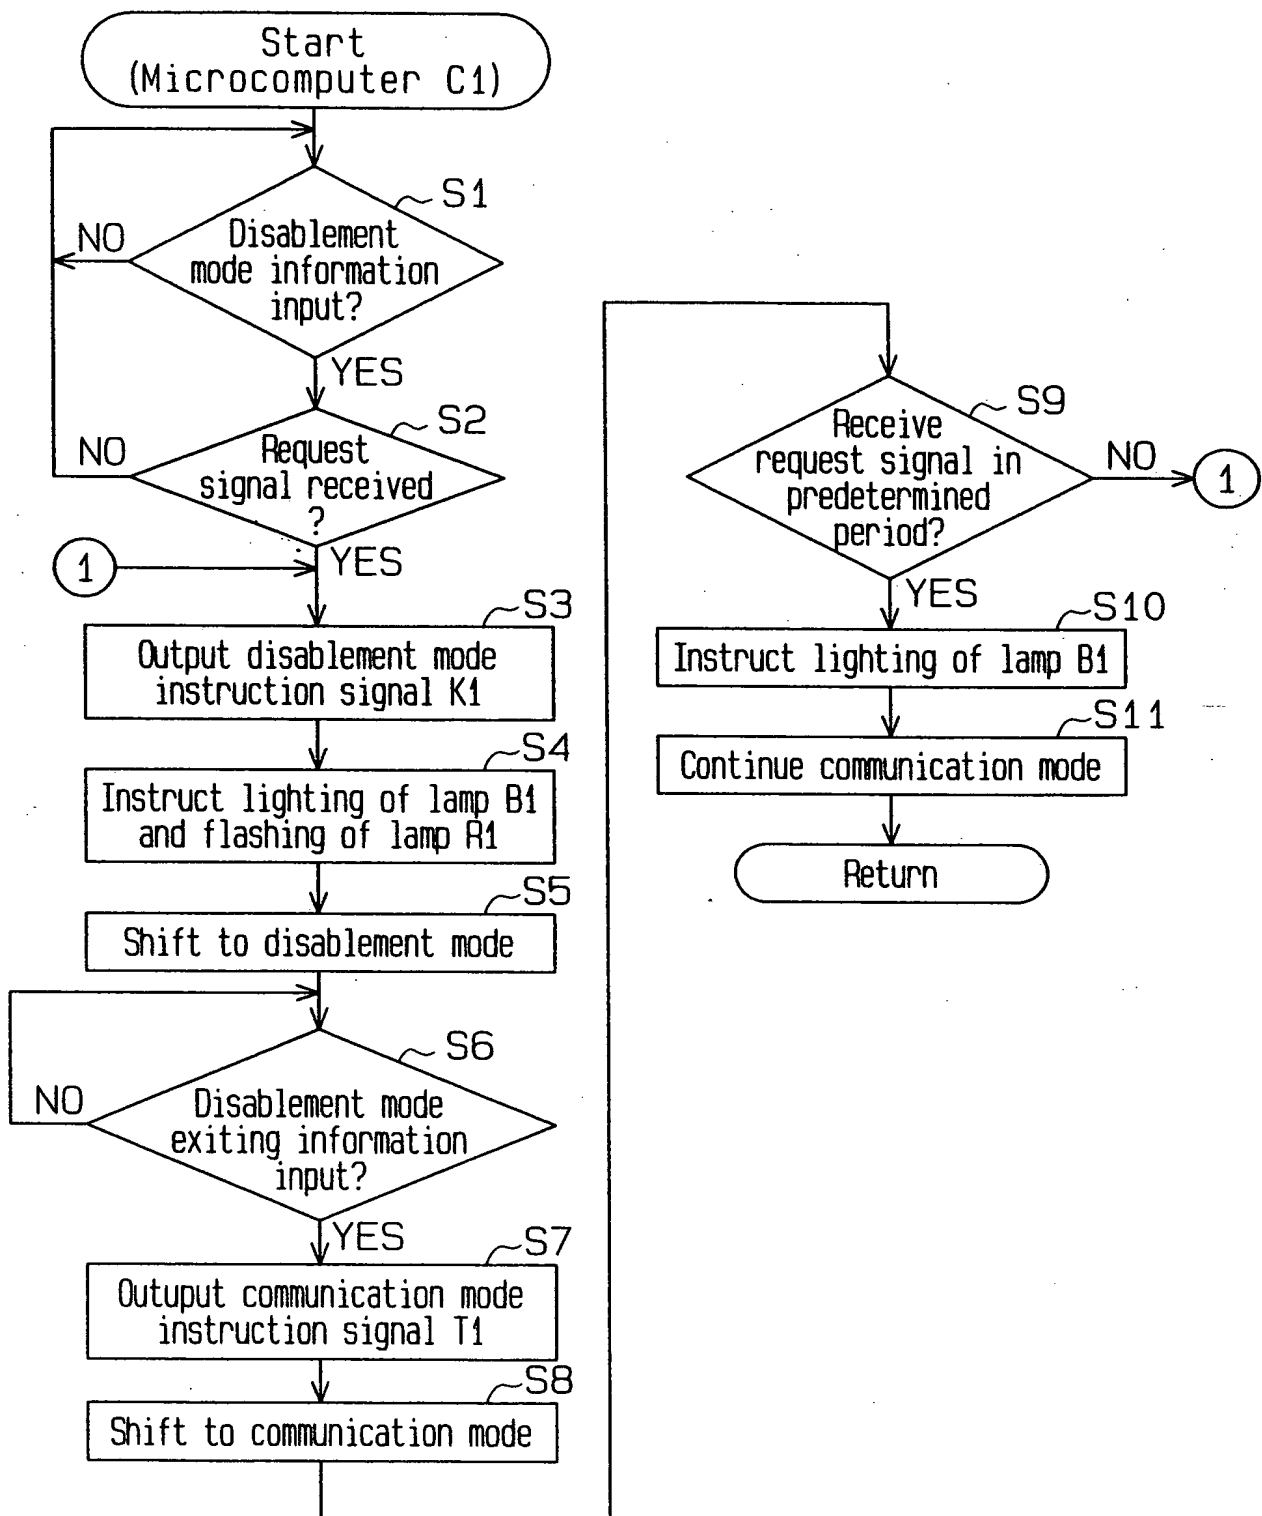 Start
(Microcomputer C1)
S1
NO
Disablement
mode information
input?
YES
S2
NO
Request
signal received
?
1
YES
S3
Output disablement mode
instruction signal K1
S4
Instruct lighting of lamp B1
and flashing of lamp R1
S5
Shift to disablement mode
S6
NO
Disablement mode
exiting information
input?
YES
S7
Outuput communication mode
instruction signal T1
S8
Shift to communication mode
S9
Receive
request signal in
predetermined
period?
NO
1
YES
S10
Instruct lighting of lamp B1
S11
Continue communication mode
Return